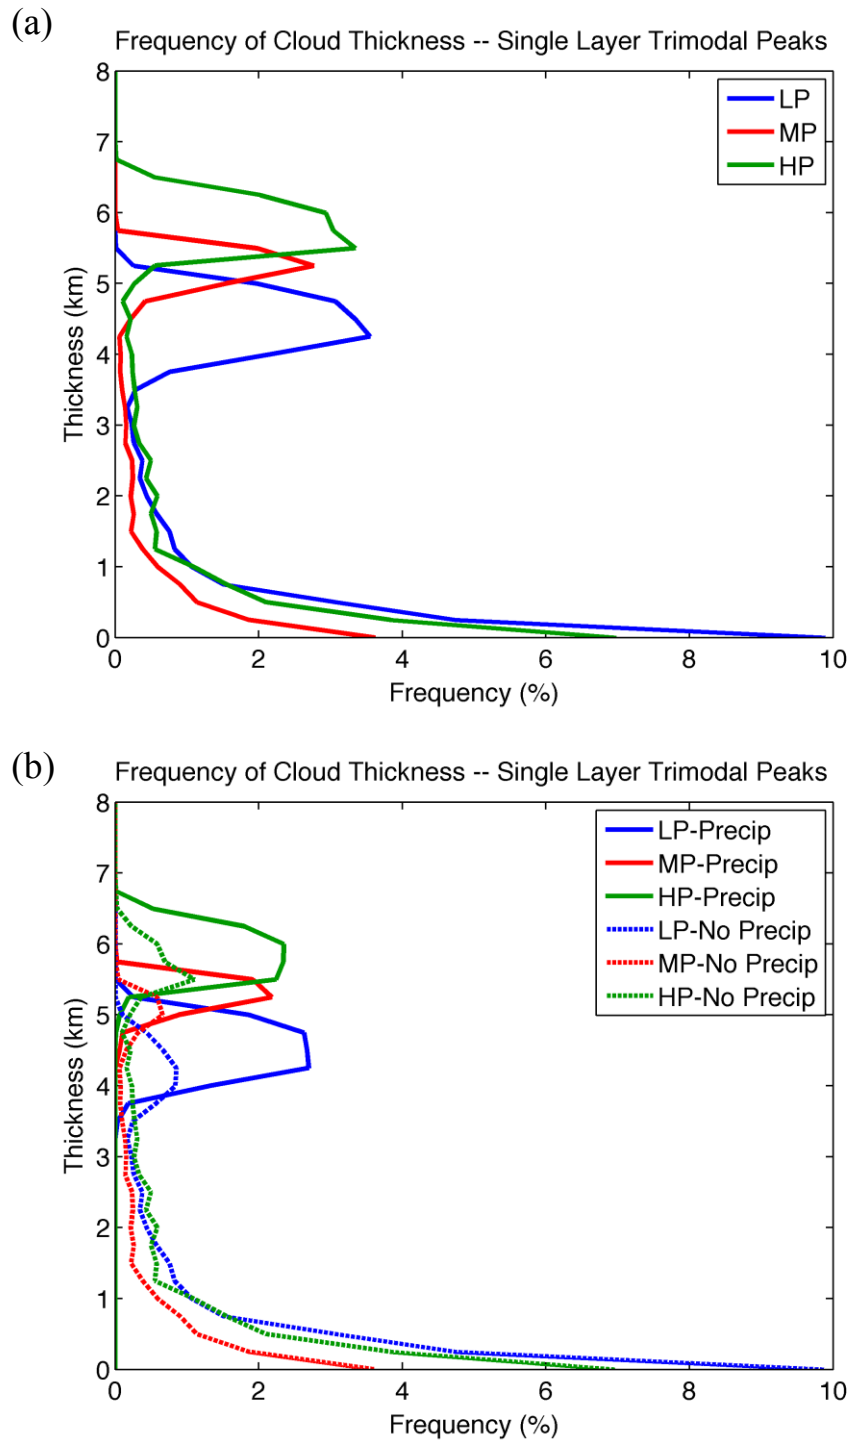 (a)
Frequency of Cloud Thickness -- Single Layer Trimodal Peaks
8
7
6
5
4
3
2
1
0
Thickness (km)
LP
MP
HP
0
2
4
6
8
10
Frequency (%)
(b)
Frequency of Cloud Thickness -- Single Layer Trimodal Peaks
8
7
6
5
4
3
2
1
0
Thickness (km)
LP-Precip
MP-Precip
HP-Precip
LP-No Precip
MP-No Precip
HP-No Precip
0
2
4
6
8
10
Frequency (%)